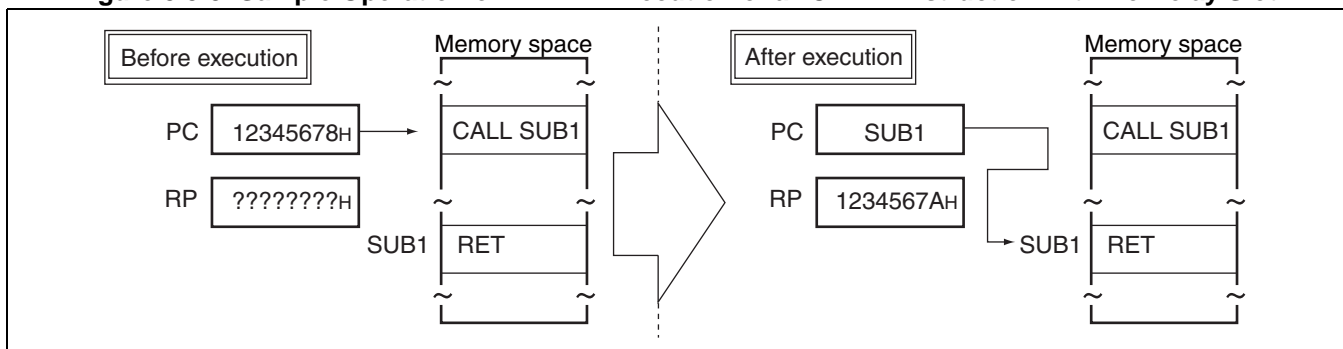 Before execution
Memory space
PC 12345678H CALL SUB1
RP ????????H
SUB1 RET
After execution
Memory space
PC SUB1 CALL SUB1
RP 1234567AH
SUB1 RET